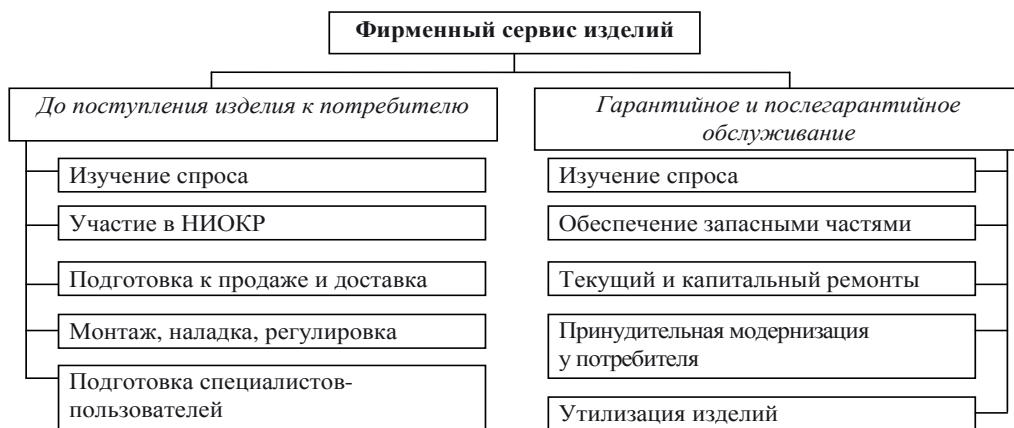 Фирменный сервис изделий
До поступления изделия к потребителю
Изучение спроса
Участие в НИОКР
Подготовка к продаже и доставка
Монтаж, наладка, регулировка
Подготовка специалистов-
пользователей
Гарантийное и послегарантийное
обслуживание
Изучение спроса
Обеспечение запасными частями
Текущий и капитальный ремонты
Принудительная модернизация
у потребителя
Утилизация изделий